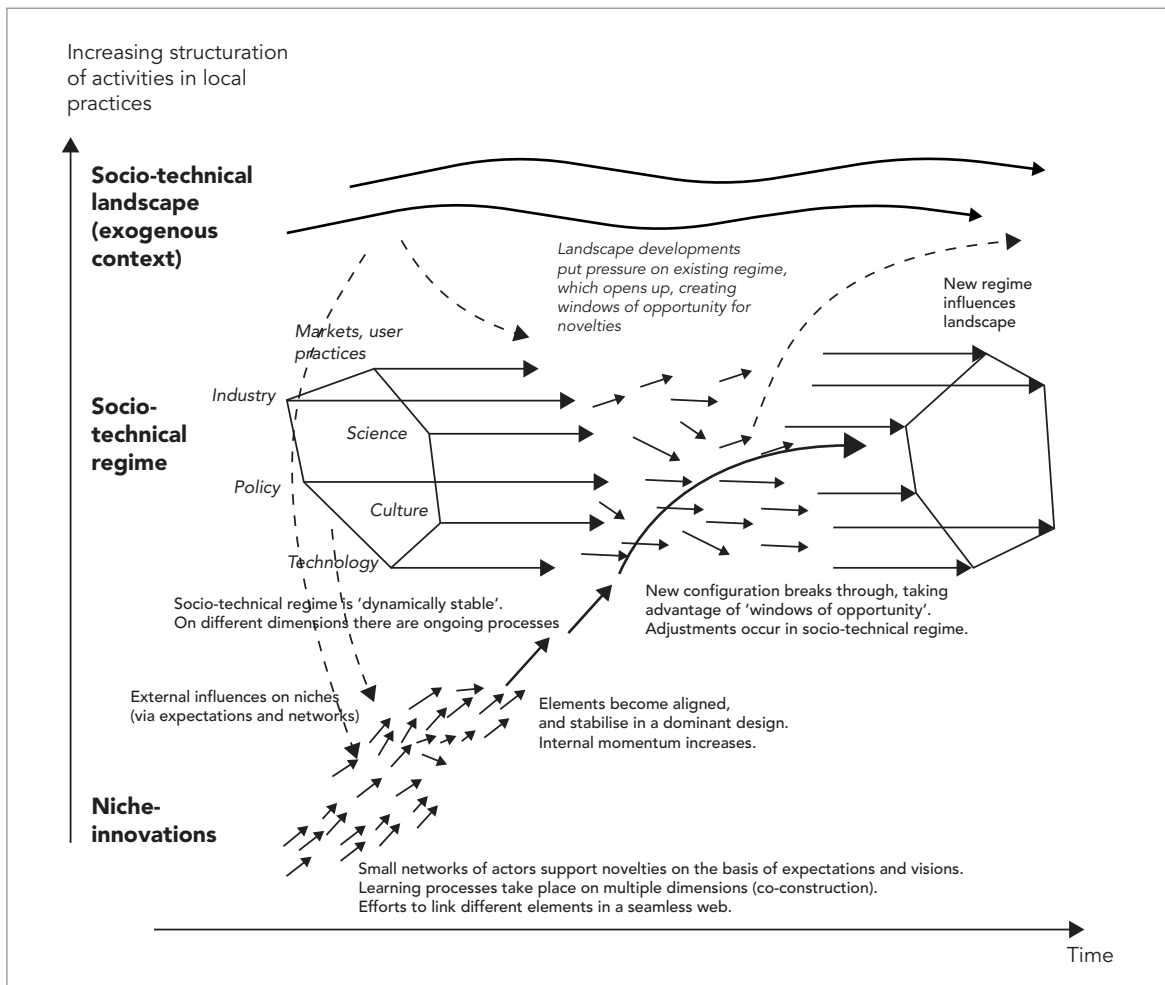 Increasing structuration
of activities in local
practices
Socio-technical
landscape
(exogenous
context)
Landscape developments
put pressure on existing regime,
which opens up, creating
windows of opportunity for
novelties
New regime
influences
landscape
Markets, user
practices
Industry
Science
Socio-
technical
regime
Policy
Culture
Technology
Socio-technical regime is ‘dynamically stable’.
On different dimensions there are ongoing processes
New configuration breaks through, taking
advantage of ‘windows of opportunity’.
Adjustments occur in socio-technical regime.
External influences on niches
(via expectations and networks)
Elements become aligned,
and stabilise in a dominant design.
Internal momentum increases.
Niche-
innovations
Small networks of actors support novelties on the basis of expectations and visions.
Learning processes take place on multiple dimensions (co-construction).
Efforts to link different elements in a seamless web.
Time